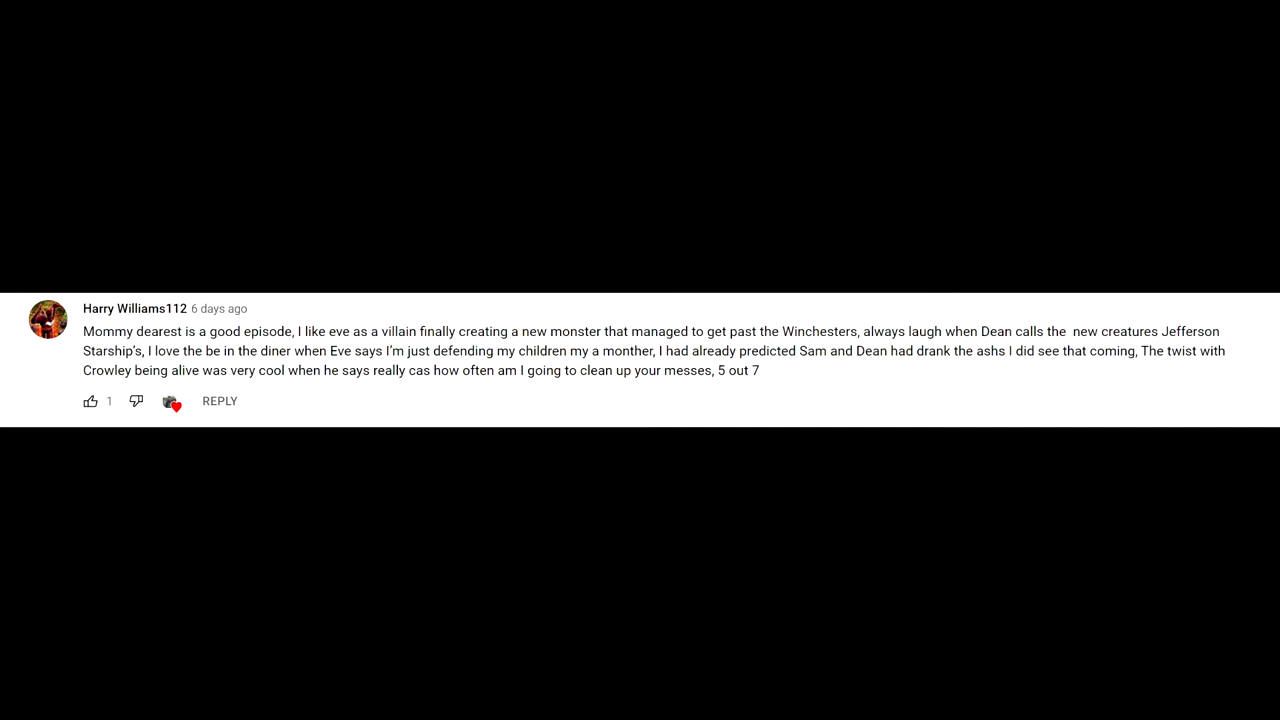 Harry Williams112 6 days ago
Mommy dearest is a good episode, I like eve as a villain finally creating a new monster that managed to get past the Winchesters, always laugh when Dean calls the  new creatures Jefferson
Starship's, I love the be in the diner when Eve says I'm just defending my children my a monther, I had already predicted Sam and Dean had drank the ashs I did see that coming, The twist with
Crowley being alive was very cool when he says really cas how often am I going to clean up your messes, 5 out 7
1 REPLY